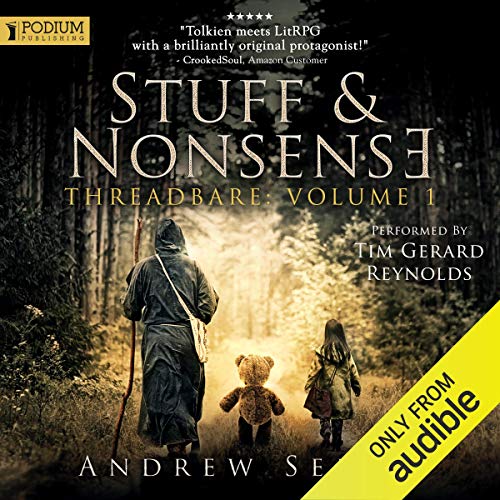 PODIUM
PUBLISHING
★★★★★
"Tolkien meets LitRPG
with a brilliantly original protagonist!"
- CrookedSoul, Amazon Customer
STUFF &
NONSENSE
THREADBARE: VOLUME 1
PERFORMED BY
TIM GERARD
REYNOLDS
ANDREW SE
ONLY FROM
audible